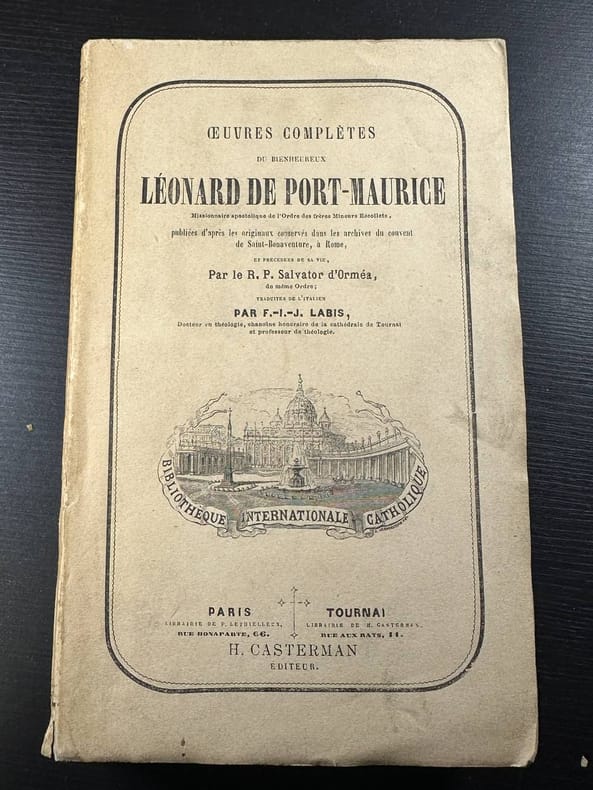 ŒUVRES COMPLÈTES
DU BIENHEUREUX
LÉONARD DE PORT-MAURICE
Missionnaire apostolique de l'Ordre des frères Mineurs Récollets,
publiées d'après les originaux conservés dans les archives du couvent
de Saint-Bonaventure, à Rome,
ET PRÉCÉDÉES DE SA VIE,
Par le R. P. Salvator d'Orméa,
du même Ordre;
TRADUITES DE L'ITALIEN
PAR F.-I.-J. LABIS,
Docteur en théologie, chanoine honoraire de la cathédrale de Tournai
et professeur de théologie.
BIBLIOTHÈQUE INTERNATIONALE CATHOLIQUE
PARIS
LIBRAIRIE DE P. LETHIELLEUX,
RUE BONAPARTE, 66.
TOURNAI
LIBRAIRIE DE H. CASTERMAN,
RUE AUX RATS, 11.
H. CASTERMAN
ÉDITEUR.